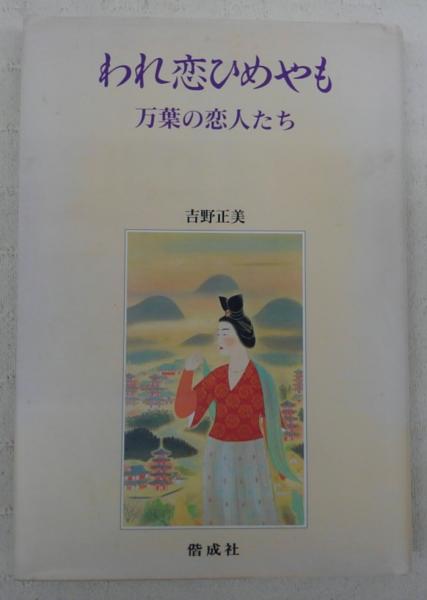 われ恋ひめやも
万葉の恋人たち
吉野正美
偕成社